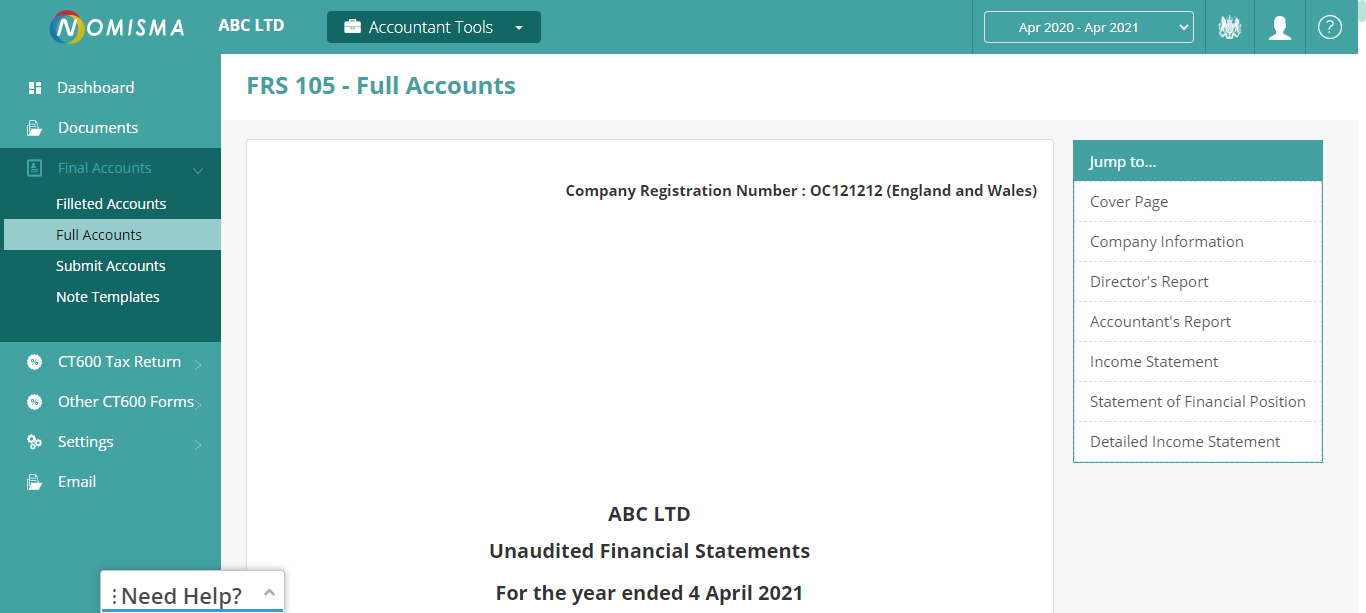 NOMISMA
ABC LTD
Accountant Tools
Apr 2020 - Apr 2021
?
Dashboard
Documents
Final Accounts
Filleted Accounts
Full Accounts
Submit Accounts
Note Templates
CT600 Tax Return
Other CT600 Forms
Settings
Email
FRS 105 - Full Accounts
Company Registration Number : OC121212 (England and Wales)
ABC LTD
Unaudited Financial Statements
For the year ended 4 April 2021
Jump to...
Cover Page
Company Information
Director's Report
Accountant's Report
Income Statement
Statement of Financial Position
Detailed Income Statement
Need Help?